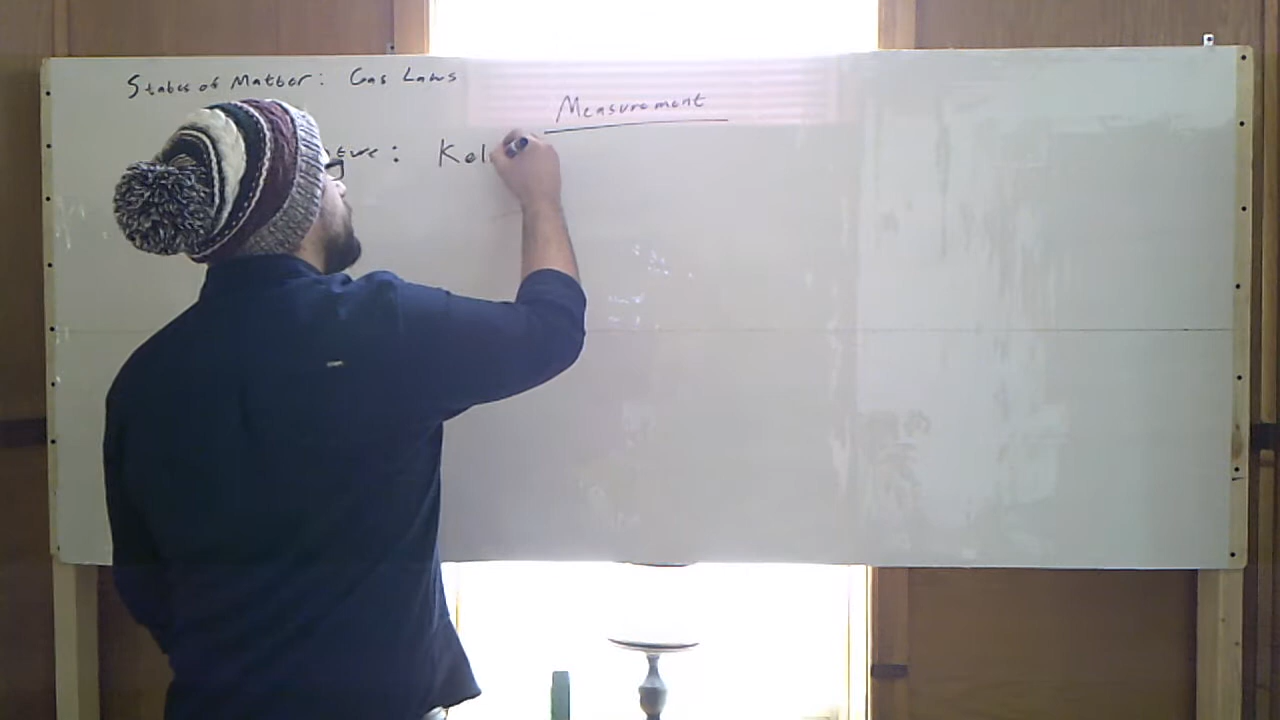 States of Matter: Gas Laws
Measurement
: Kel